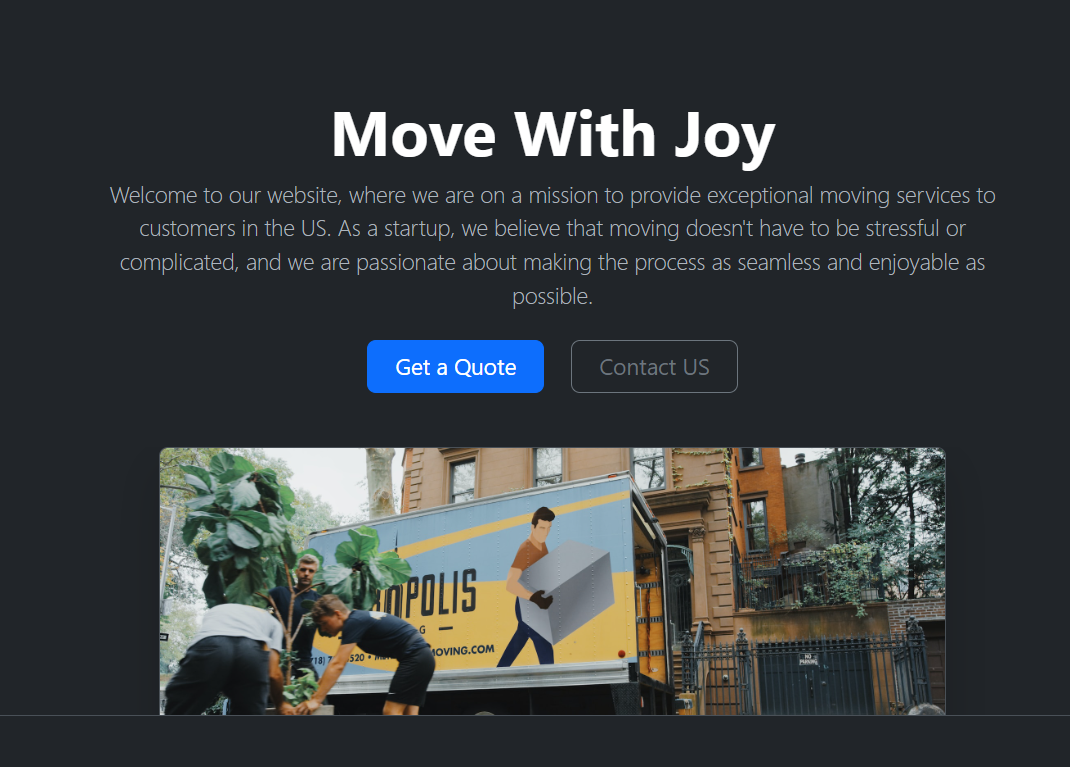 Move With Joy
Welcome to our website, where we are on a mission to provide exceptional moving services to
customers in the US. As a startup, we believe that moving doesn't have to be stressful or
complicated, and we are passionate about making the process as seamless and enjoyable as
possible.
Get a Quote
Contact US
POLIS
MOVING.COM
NO
PARKING